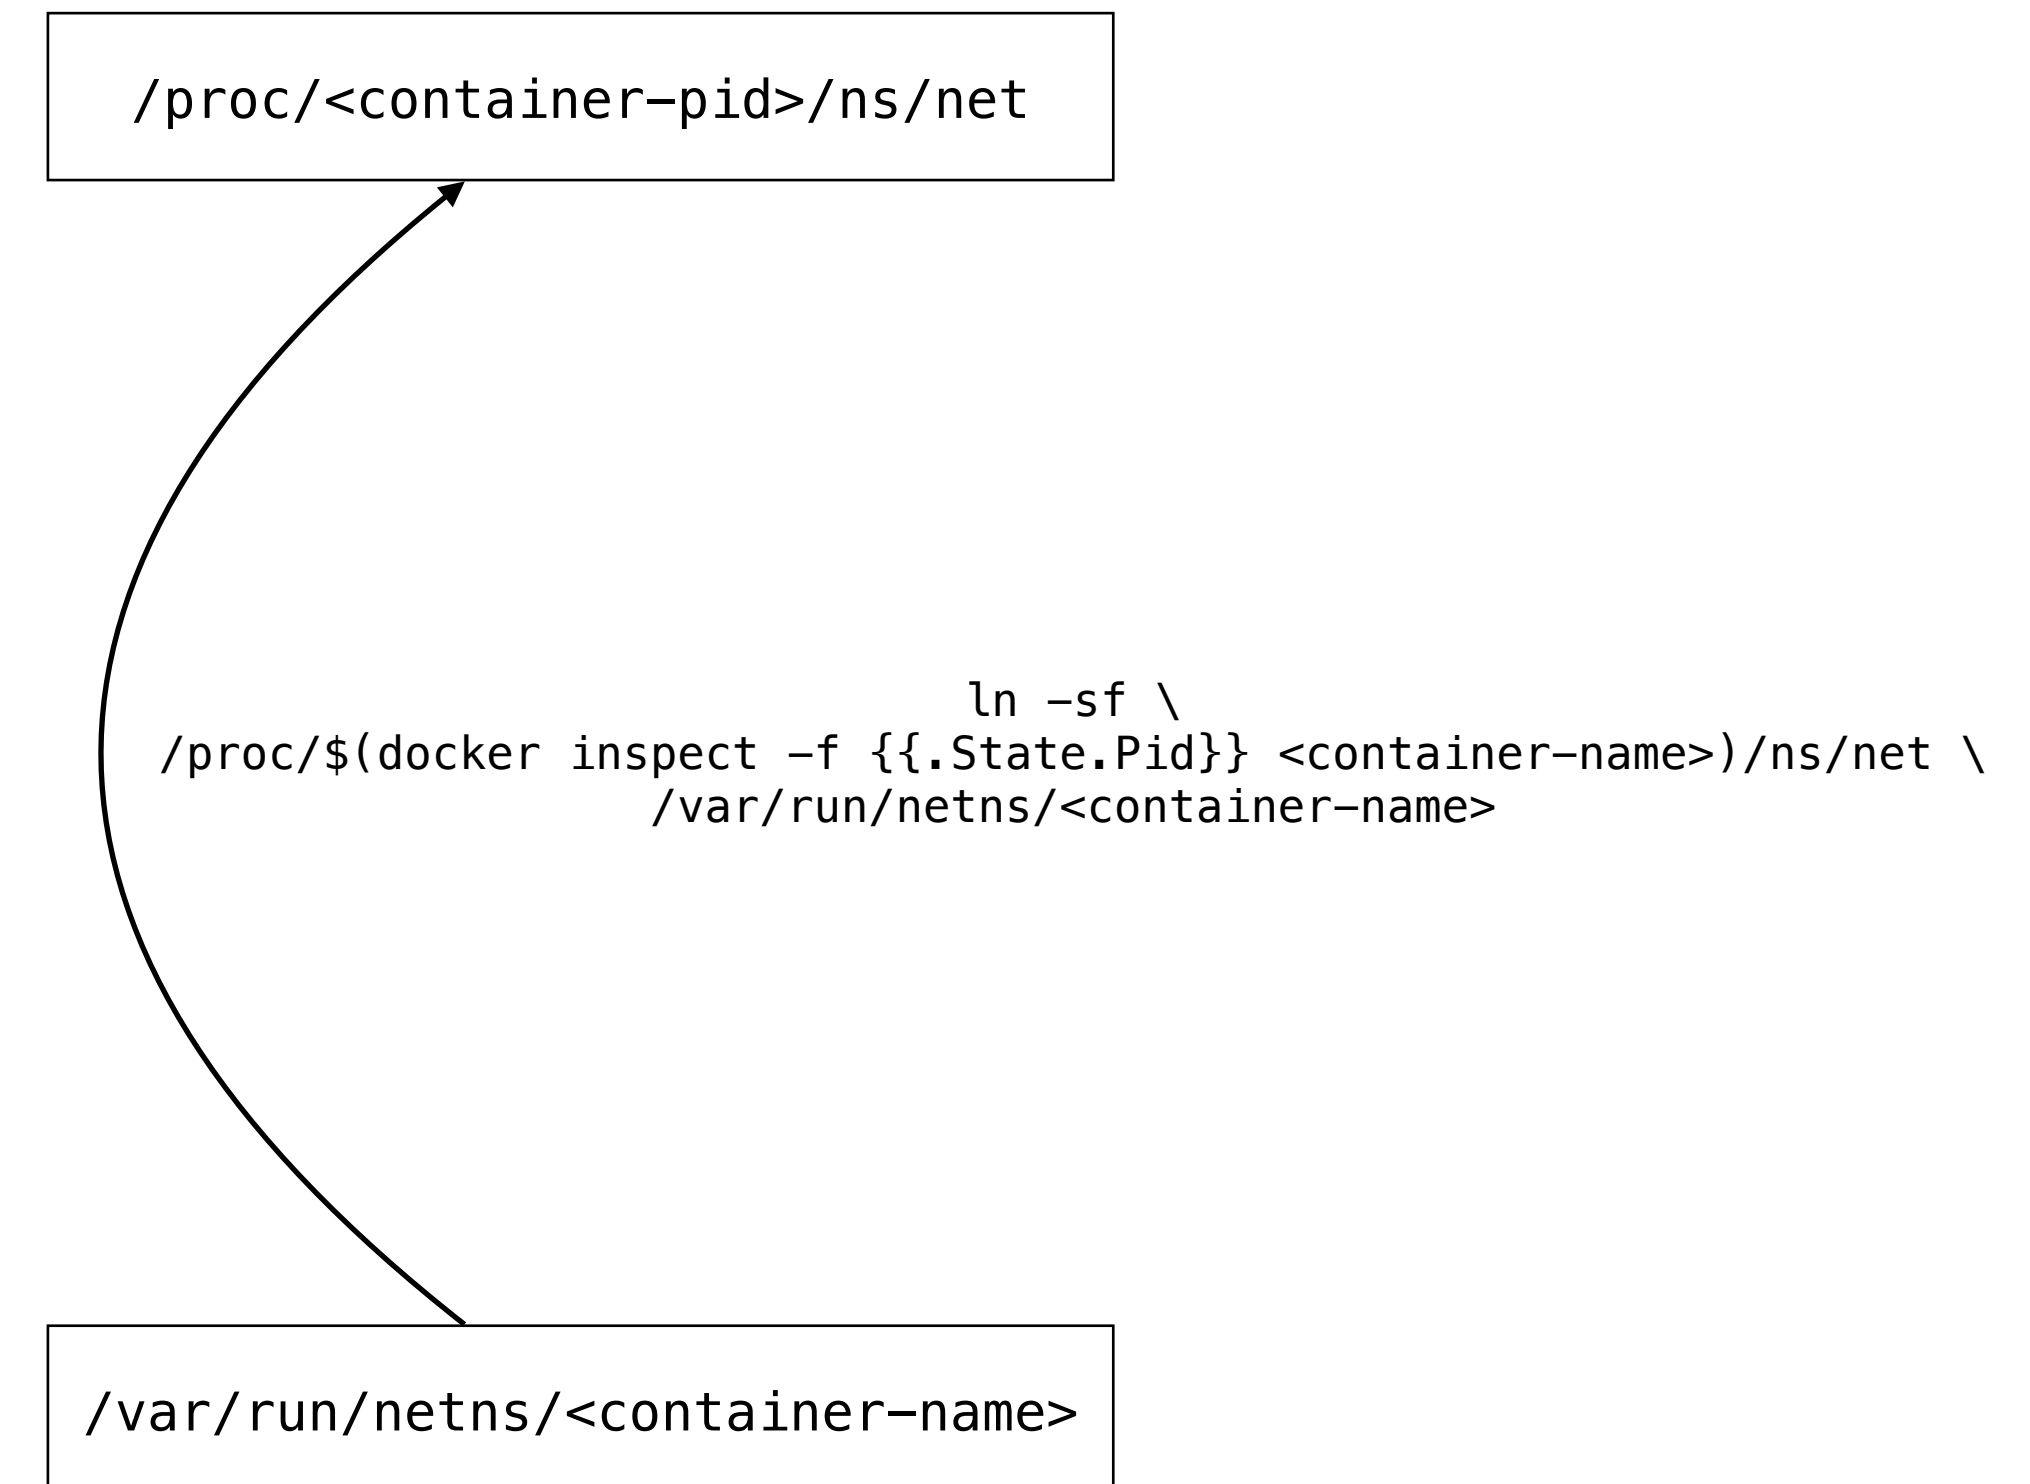 /proc/<container-pid>/ns/net
ln -sf \
/proc/$(docker inspect -f {{.State.Pid}} <container-name>)/ns/net \
/var/run/netns/<container-name>
/var/run/netns/<container-name>